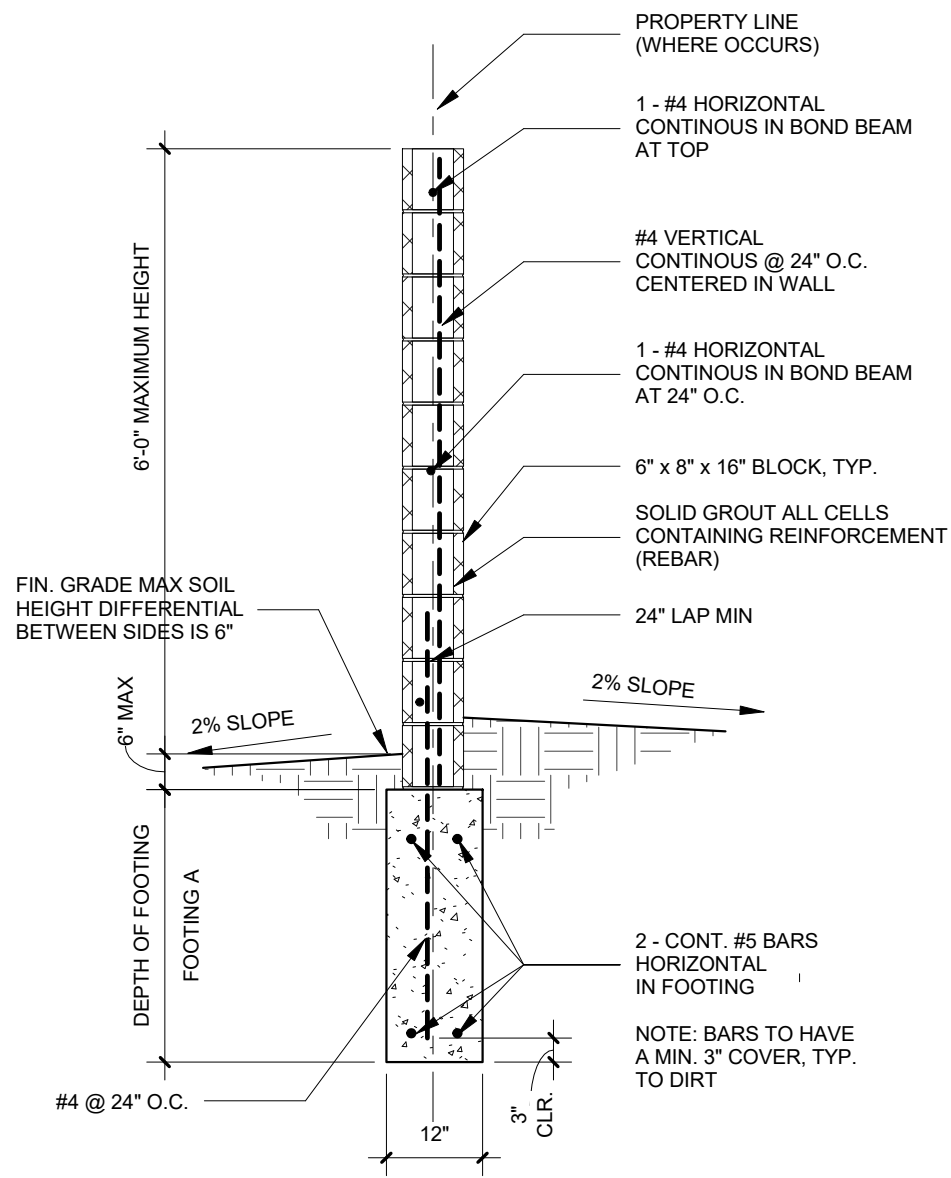 PROPERTY LINE
(WHERE OCCURS)
1 - #4 HORIZONTAL
CONTINOUS IN BOND BEAM
AT TOP
#4 VERTICAL
CONTINOUS @ 24" O.C.
CENTERED IN WALL
1 - #4 HORIZONTAL
CONTINOUS IN BOND BEAM
AT 24" O.C.
6'-0" MAXIMUM HEIGHT
6" x 8" x 16" BLOCK, TYP.
SOLID GROUT ALL CELLS
CONTAINING REINFORCEMENT
(REBAR)
FIN. GRADE MAX SOIL
HEIGHT DIFFERENTIAL
BETWEEN SIDES IS 6"
24" LAP MIN
2% SLOPE
2% SLOPE
6" MAX
DEPTH OF FOOTING
FOOTING A
2 - CONT. #5 BARS
HORIZONTAL
IN FOOTING
NOTE: BARS TO HAVE
A MIN. 3" COVER, TYP.
TO DIRT
#4 @ 24" O.C.
12"
3"
CLR.